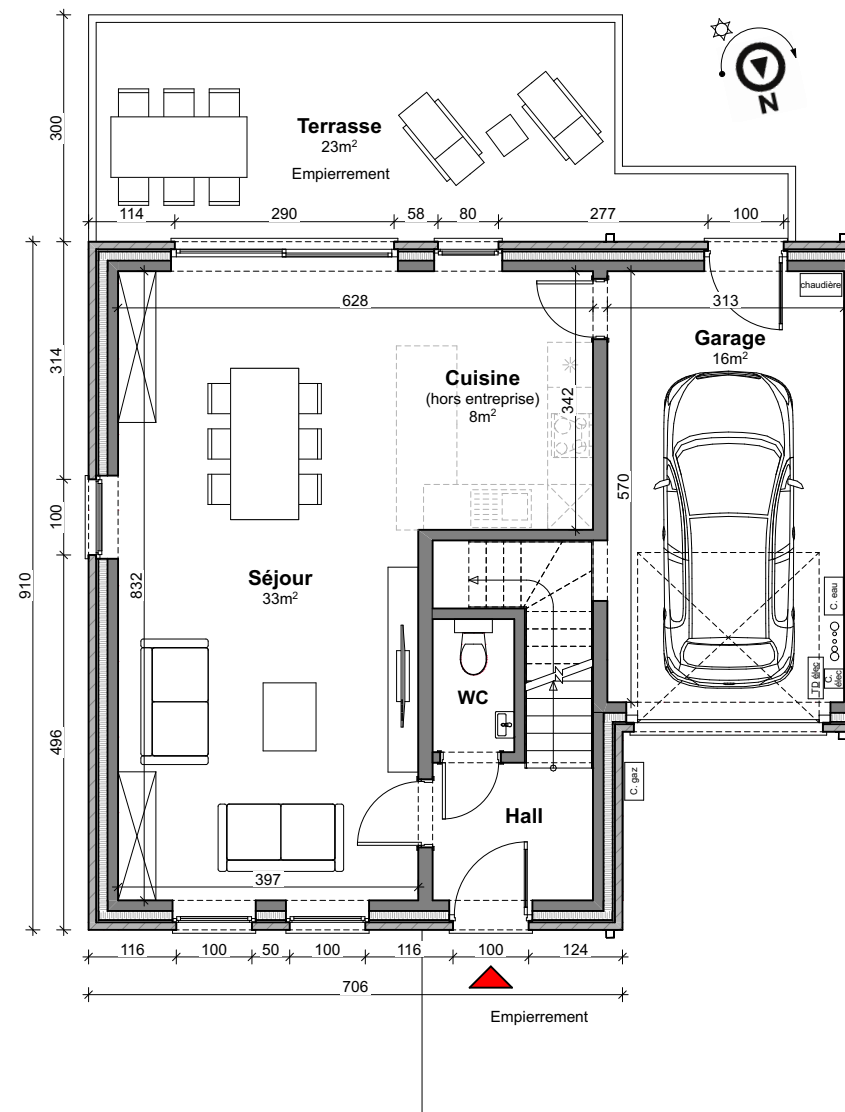 N
300
Terrasse
23m²
Empierrement
114
290
58
80
277
100
chaudière
628
313
Garage
16m²
314
Cuisine
(hors entreprise)
8m²
342
570
100
910
832
Séjour
33m²
C. eau
TD élec
C. élec
WC
496
C. gaz
Hall
397
116
100
50
100
116
100
124
706
Empierrement